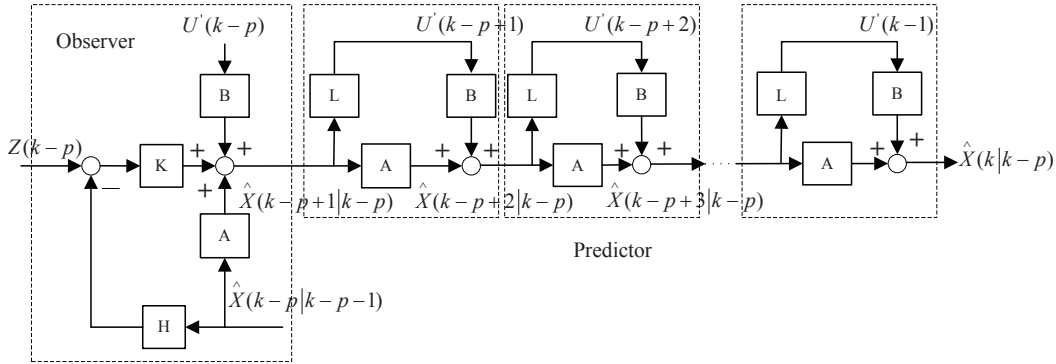 Observer
U'(k−p)
B
Z(k−p)
K
+
+
+
−
A
H
X̂(k−p|k−p−1)
X̂(k−p+1|k−p)
U'(k−p+1)
L
B
A
+
+
X̂(k−p+2|k−p)
U'(k−p+2)
L
B
A
+
+
X̂(k−p+3|k−p)
U'(k−1)
L
B
A
+
+
X̂(k|k−p)
Predictor